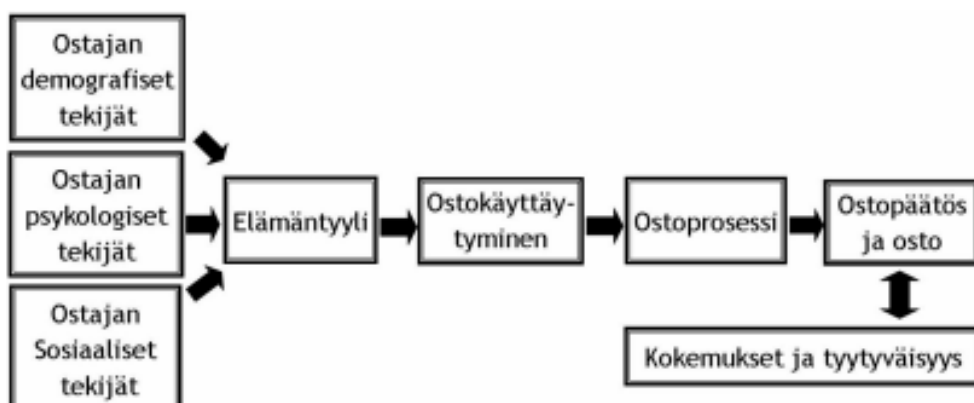 Ostajan
demografiset
tekijät
Ostajan
psykologiset
tekijät
Ostajan
Sosiaaliset
tekijät
Elämäntyyli
Ostokäyttäy-
tyminen
Ostoprosessi
Ostopäätös
ja osto
Kokemukset ja tyytyväisyys